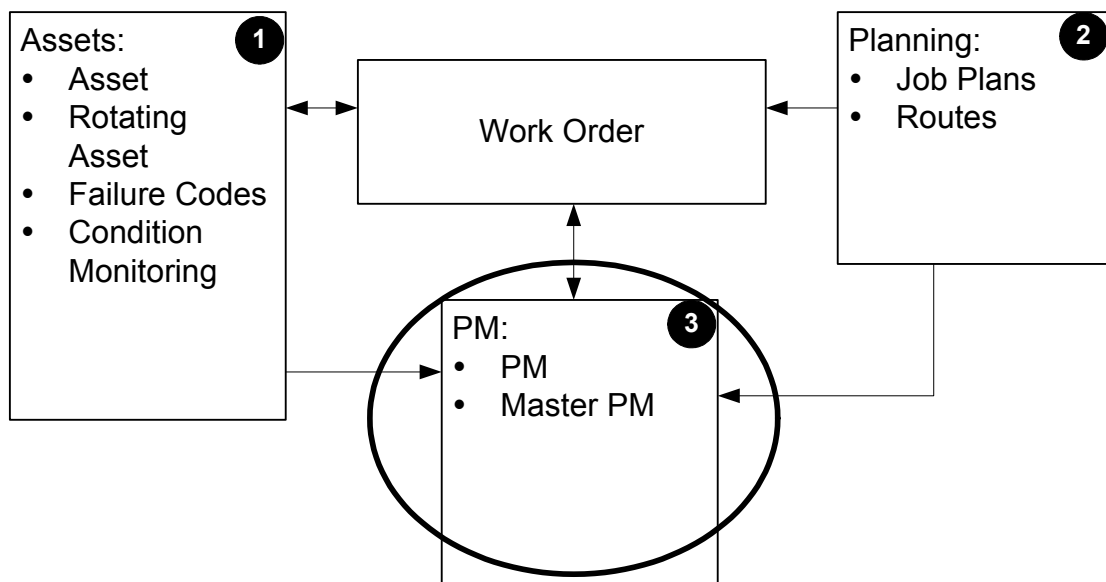 Assets:
1
• Asset
• Rotating
Asset
• Failure Codes
• Condition
Monitoring
Work Order
Planning:
2
• Job Plans
• Routes
PM:
3
• PM
• Master PM